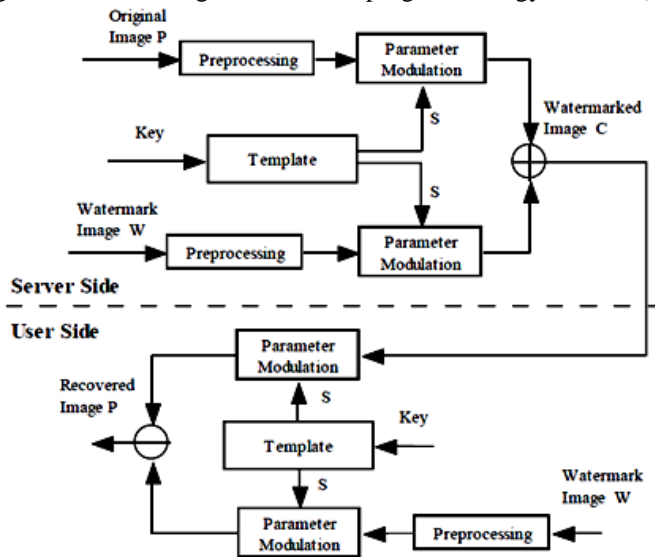 Original
Image P
Preprocessing
Parameter
Modulation
S
Watermarked
Image C
Key
Template
S
Watermark
Image W
Preprocessing
Parameter
Modulation
Server Side
User Side
Parameter
Modulation
Recovered
Image P
S
Key
Template
S
Watermark
Image W
Parameter
Modulation
Preprocessing